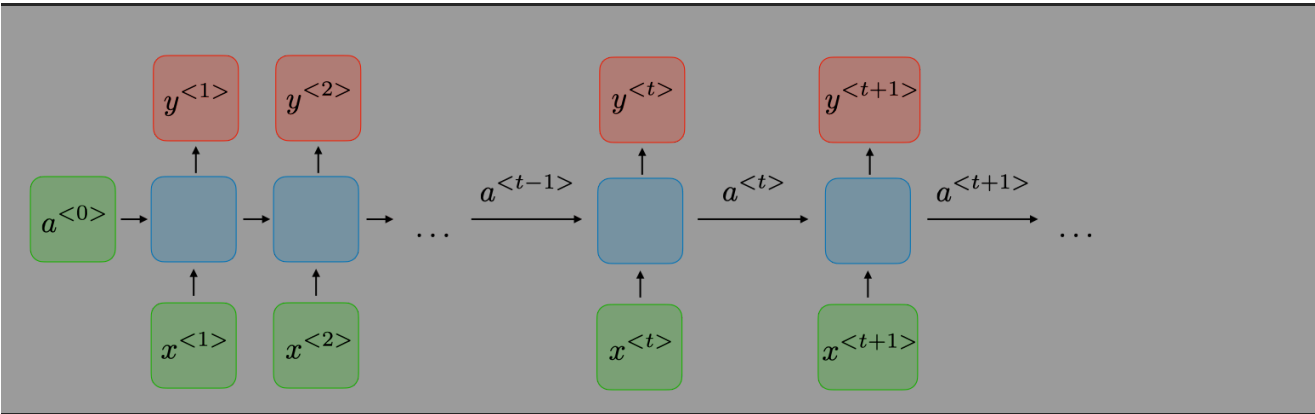 y^{<1>} y^{<2>} y^{<t>} y^{<t+1>}
a^{<t-1>} a^{<t>} a^{<t+1>}
a^{<0>} ... ...
x^{<1>} x^{<2>} x^{<t>} x^{<t+1>}